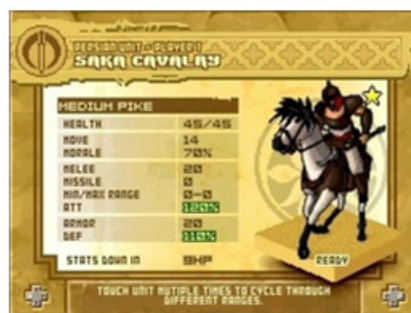 PERSIAN UNIT - PLAYER 1
SAKA CAVALRY
MEDIUM PIKE
HEALTH 45/45
MOVE 14
MORALE 70%
MELEE 20
MISSILE 0
MIN/MAX RANGE 0-0
ATT 120%
ARMOR 20
DEF 110%
STATS DOWN IN 9HP
READY
TOUCH UNIT MUTIPLE TIMES TO CYCLE THROUGH
DIFFERENT RANGES.